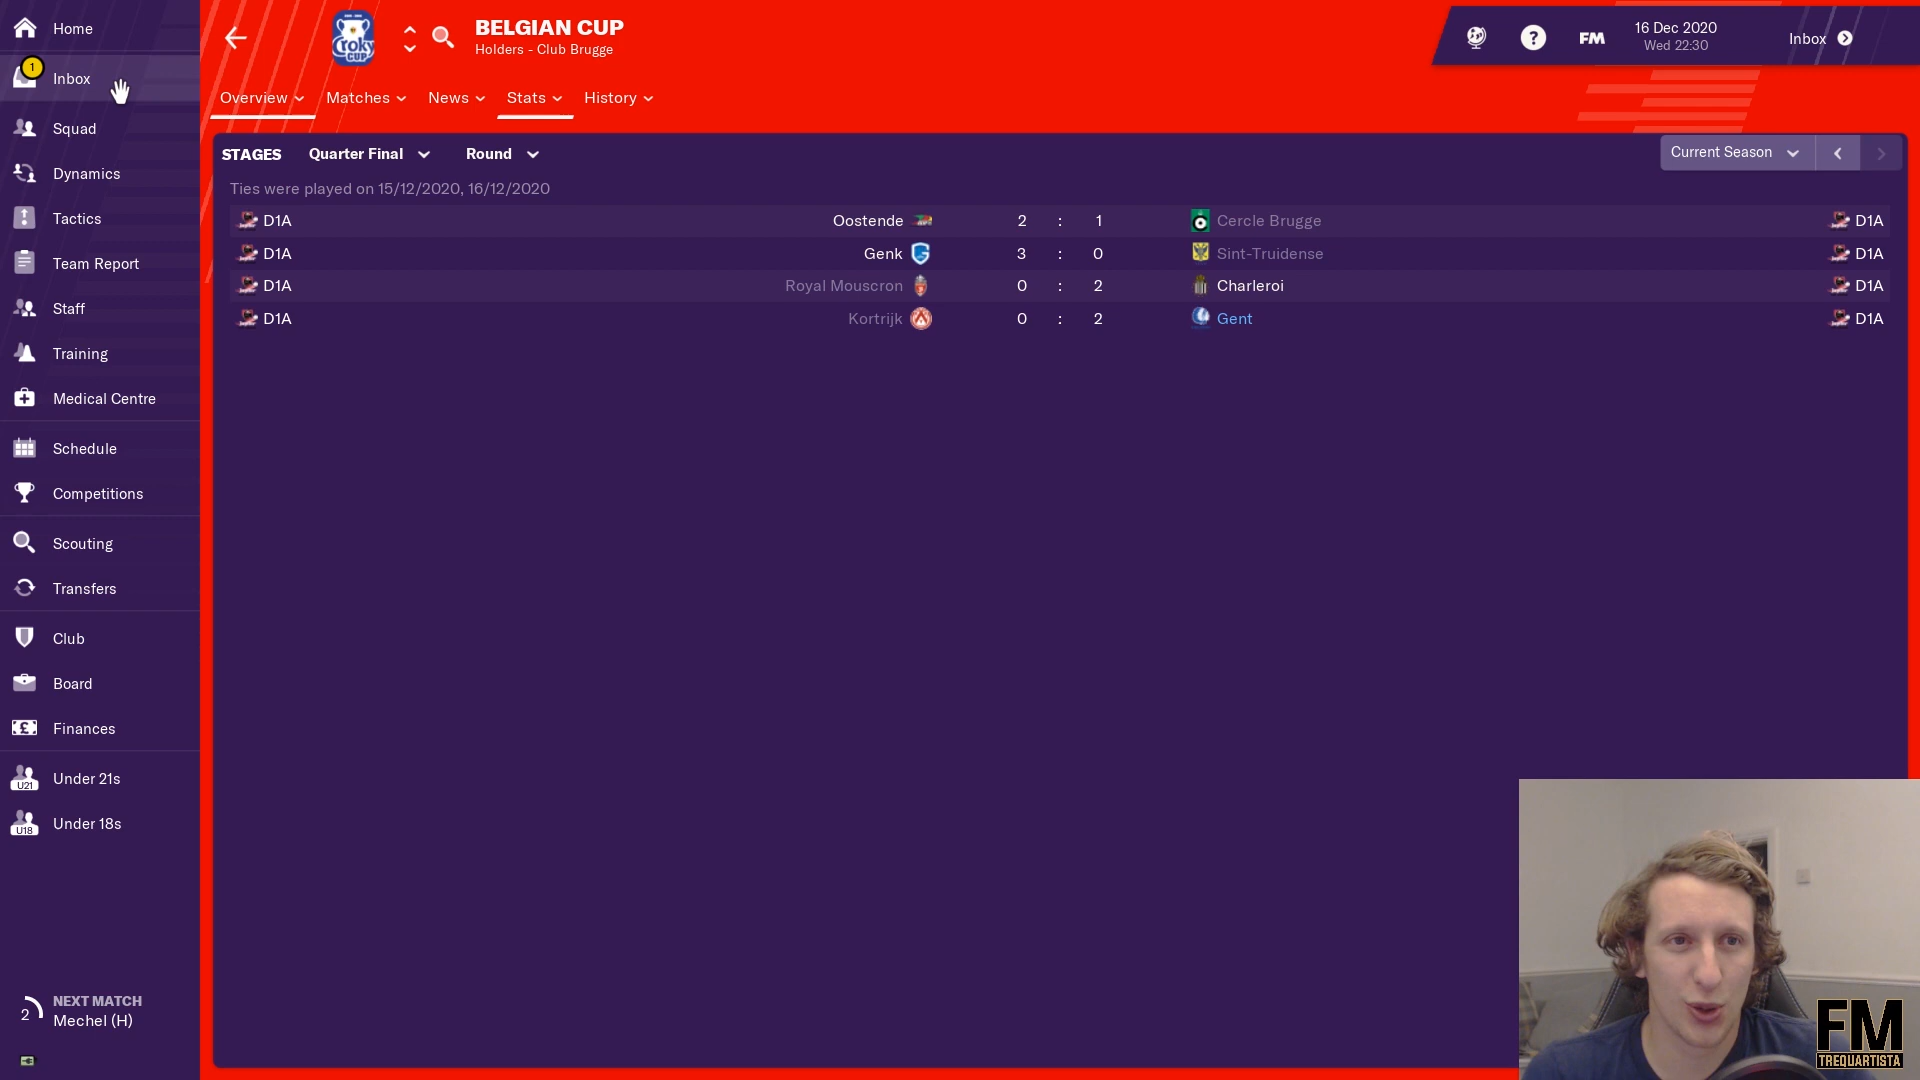 Home
1
Inbox
Squad
Dynamics
Tactics
Team Report
Staff
Training
Medical Centre
Schedule
Competitions
Scouting
Transfers
Club
Board
Finances
U21
Under 21s
U18
Under 18s
2
NEXT MATCH
Mechel (H)
Croky
CUP
BELGIAN CUP
Holders - Club Brugge
FM
16 Dec 2020
Wed 22:30
Inbox
Overview Matches News Stats History
STAGES Quarter Final Round
Current Season
Ties were played on 15/12/2020, 16/12/2020
D1A Oostende 2 : 1 Cercle Brugge D1A
D1A Genk 3 : 0 Sint-Truidense D1A
D1A Royal Mouscron 0 : 2 Charleroi D1A
D1A Kortrijk 0 : 2 Gent D1A
FM
TREQUARTISTA